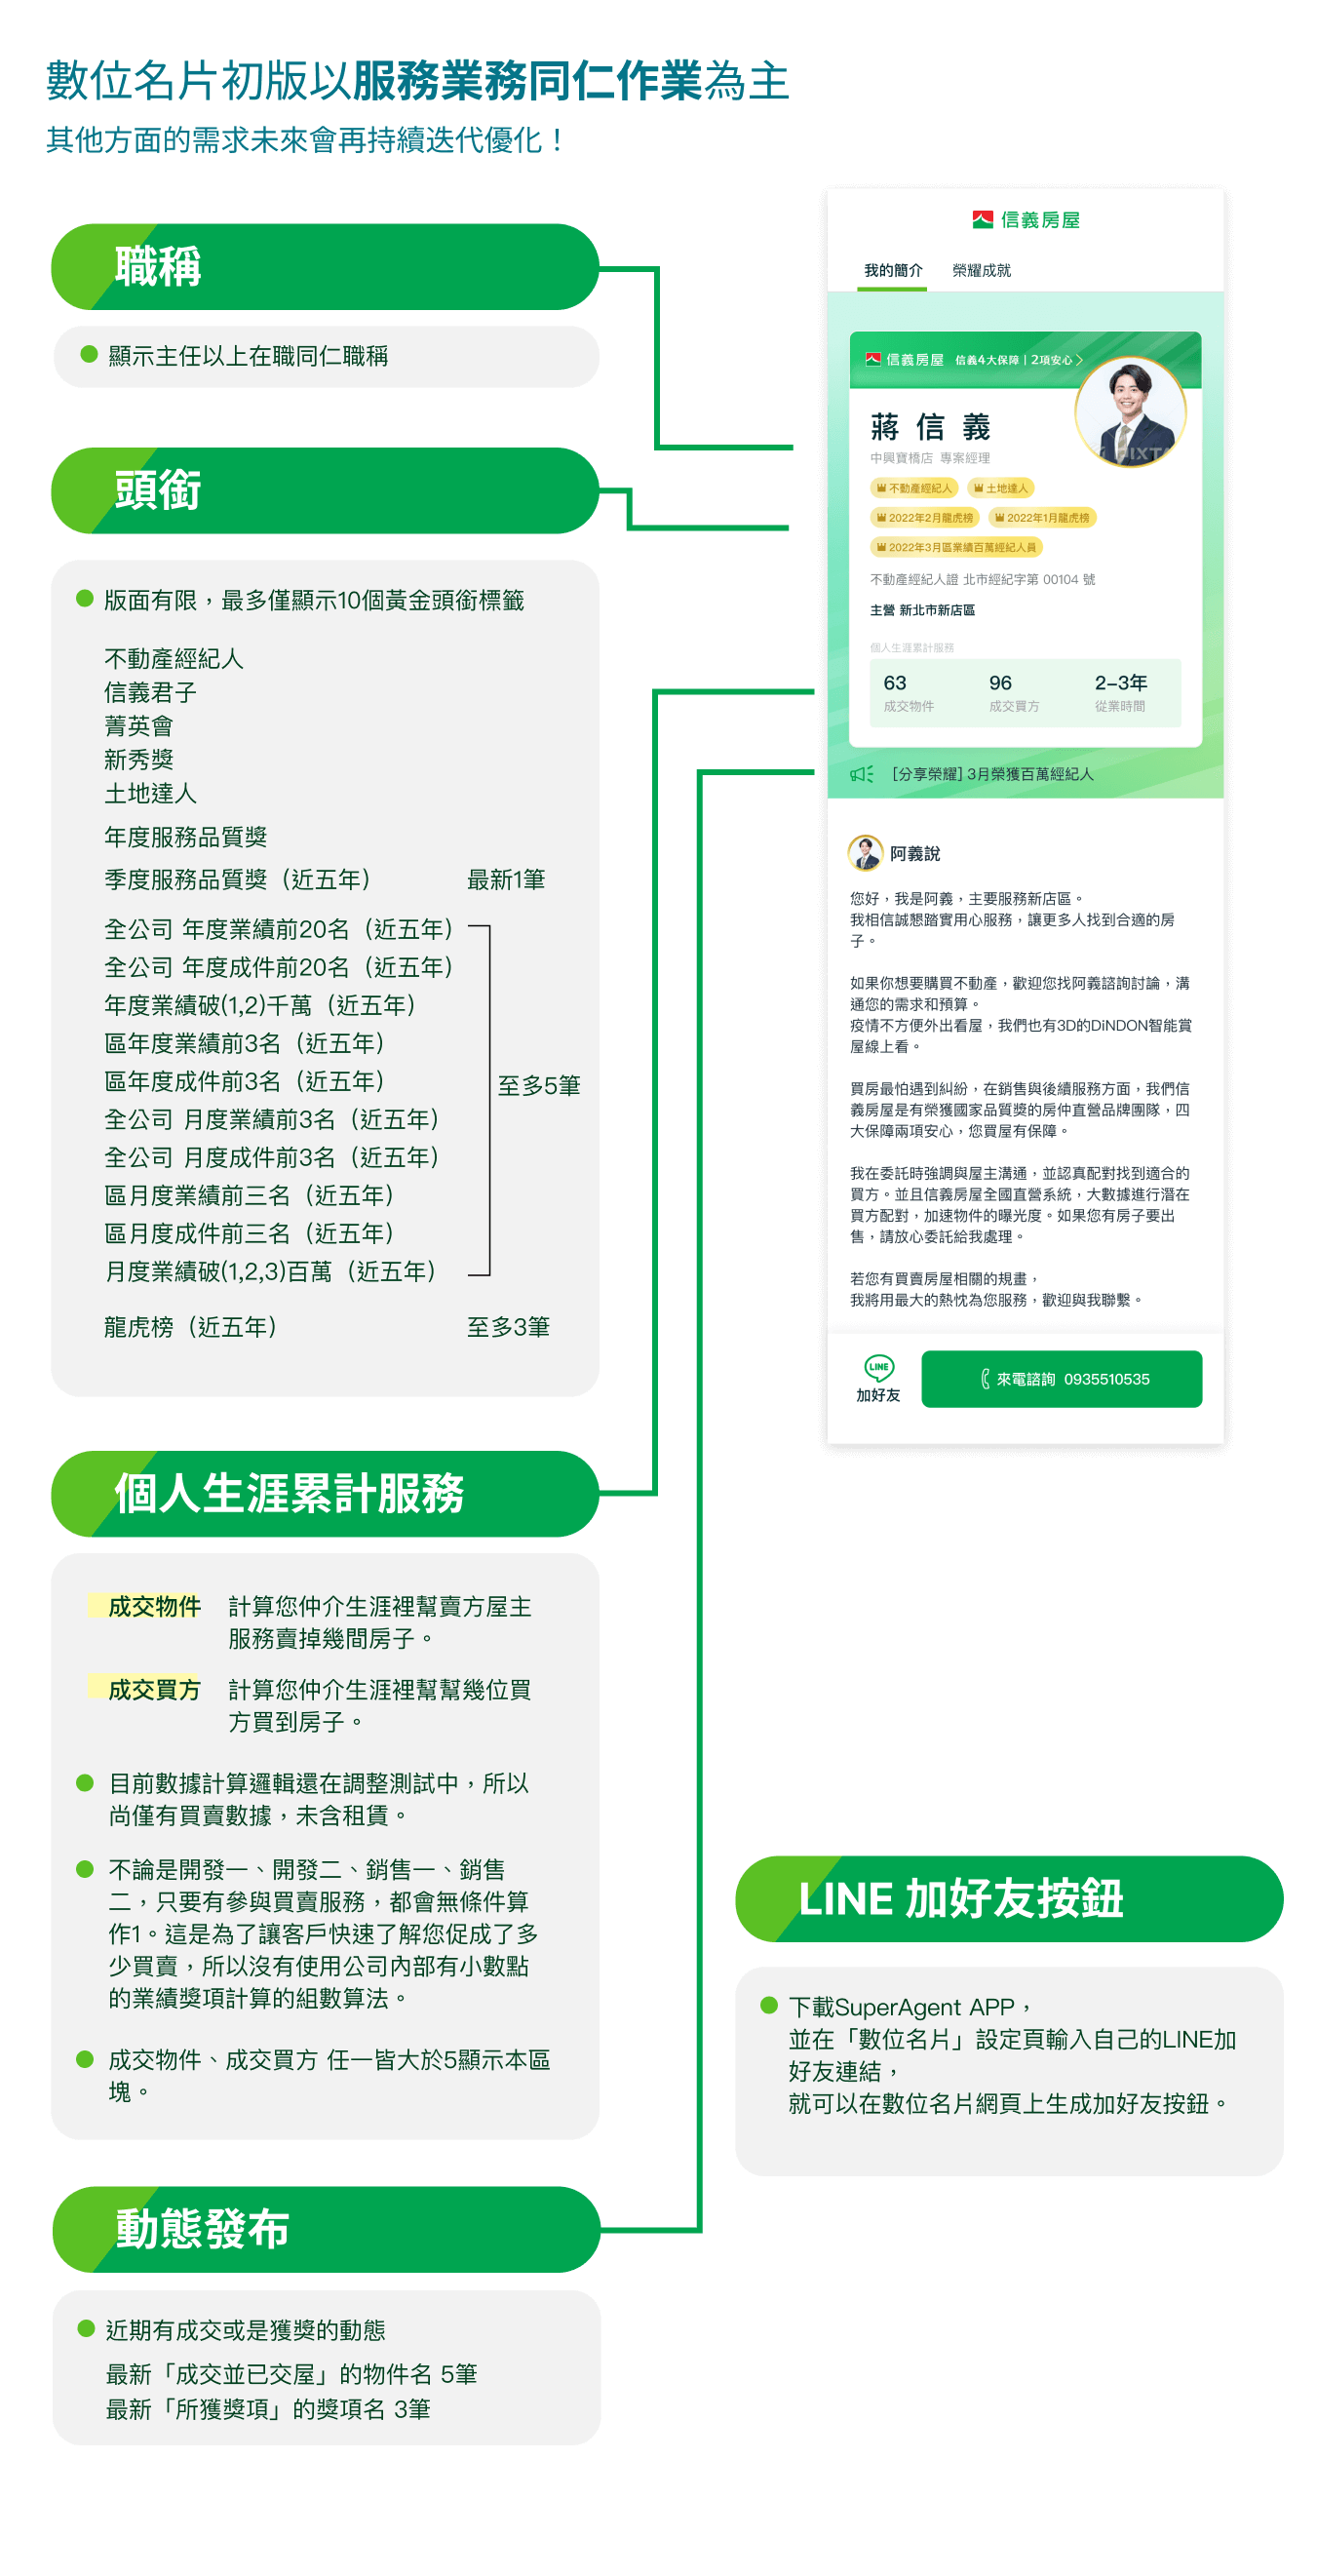 數位名片初版以服務業務同仁作業為主
其他方面的需求未來會再持續迭代優化！
職稱
顯示主任以上在職同仁職稱
頭銜
版面有限，最多僅顯示10個黃金頭銜標籤
不動產經紀人
信義君子
菁英會
新秀獎
土地達人
年度服務品質獎
季度服務品質獎（近五年） 最新1筆
全公司 年度業績前20名（近五年）
全公司 年度成件前20名（近五年）
年度業績破(1,2)千萬（近五年）
區年度業績前3名（近五年）
區年度成件前3名（近五年）
至多5筆
全公司 月度業績前3名（近五年）
全公司 月度成件前3名（近五年）
區月度業績前三名（近五年）
區月度成件前三名（近五年）
月度業績破(1,2,3)百萬（近五年）
龍虎榜（近五年） 至多3筆
個人生涯累計服務
成交物件 計算您仲介生涯裡幫賣方屋主
服務賣掉幾間房子。
成交買方 計算您仲介生涯裡幫幫幾位買
方買到房子。
目前數據計算邏輯還在調整測試中，所以
尚僅有買賣數據，未含租賃。
不論是開發一、開發二、銷售一、銷售
二，只要有參與買賣服務，都會無條件算
作1。這是為了讓客戶快速了解您促成了多
少買賣，所以沒有使用公司內部有小數點
的業績獎項計算的組數算法。
成交物件、成交買方 任一皆大於5顯示本區
塊。
動態發布
近期有成交或是獲獎的動態
最新「成交並已交屋」的物件名 5筆
最新「所獲獎項」的獎項名 3筆
信義房屋
我的簡介 榮耀成就
信義房屋 信義4大保障 | 2項安心
蔣信義
中興寶橋店 專案經理
不動產經紀人 土地達人
2022年2月龍虎榜 2022年1月龍虎榜
2022年3月區業績百萬經紀人員
不動產經紀人證 北市經紀字第 00104 號
主營 新北市新店區
個人生涯累計服務
63 96 2-3年
成交物件 成交買方 從業時間
[分享榮耀] 3月榮獲百萬經紀人
阿義說
您好，我是阿義，主要服務新店區。
我相信誠懇踏實用心服務，讓更多人找到合適的房
子。
如果你想要購買不動產，歡迎您找阿義諮詢討論，溝
通您的需求和預算。
疫情不方便外出看屋，我們也有3D的DiNDON智能賞
屋線上看。
買房最怕遇到糾紛，在銷售與後續服務方面，我們信
義房屋是有榮獲國家品質獎的房仲直營品牌團隊，四
大保障兩項安心，您買屋有保障。
我在委託時強調與屋主溝通，並認真配對找到適合的
買方。並且信義房屋全國直營系統，大數據進行潛在
買方配對，加速物件的曝光度。如果您有房子要出
售，請放心委託給我處理。
若您有買賣房屋相關的規畫，
我將用最大的熱忱為您服務，歡迎與我聯繫。
LINE
加好友
來電諮詢 0935510535
LINE 加好友按鈕
下載SuperAgent APP，
並在「數位名片」設定頁輸入自己的LINE加
好友連結，
就可以在數位名片網頁上生成加好友按鈕。